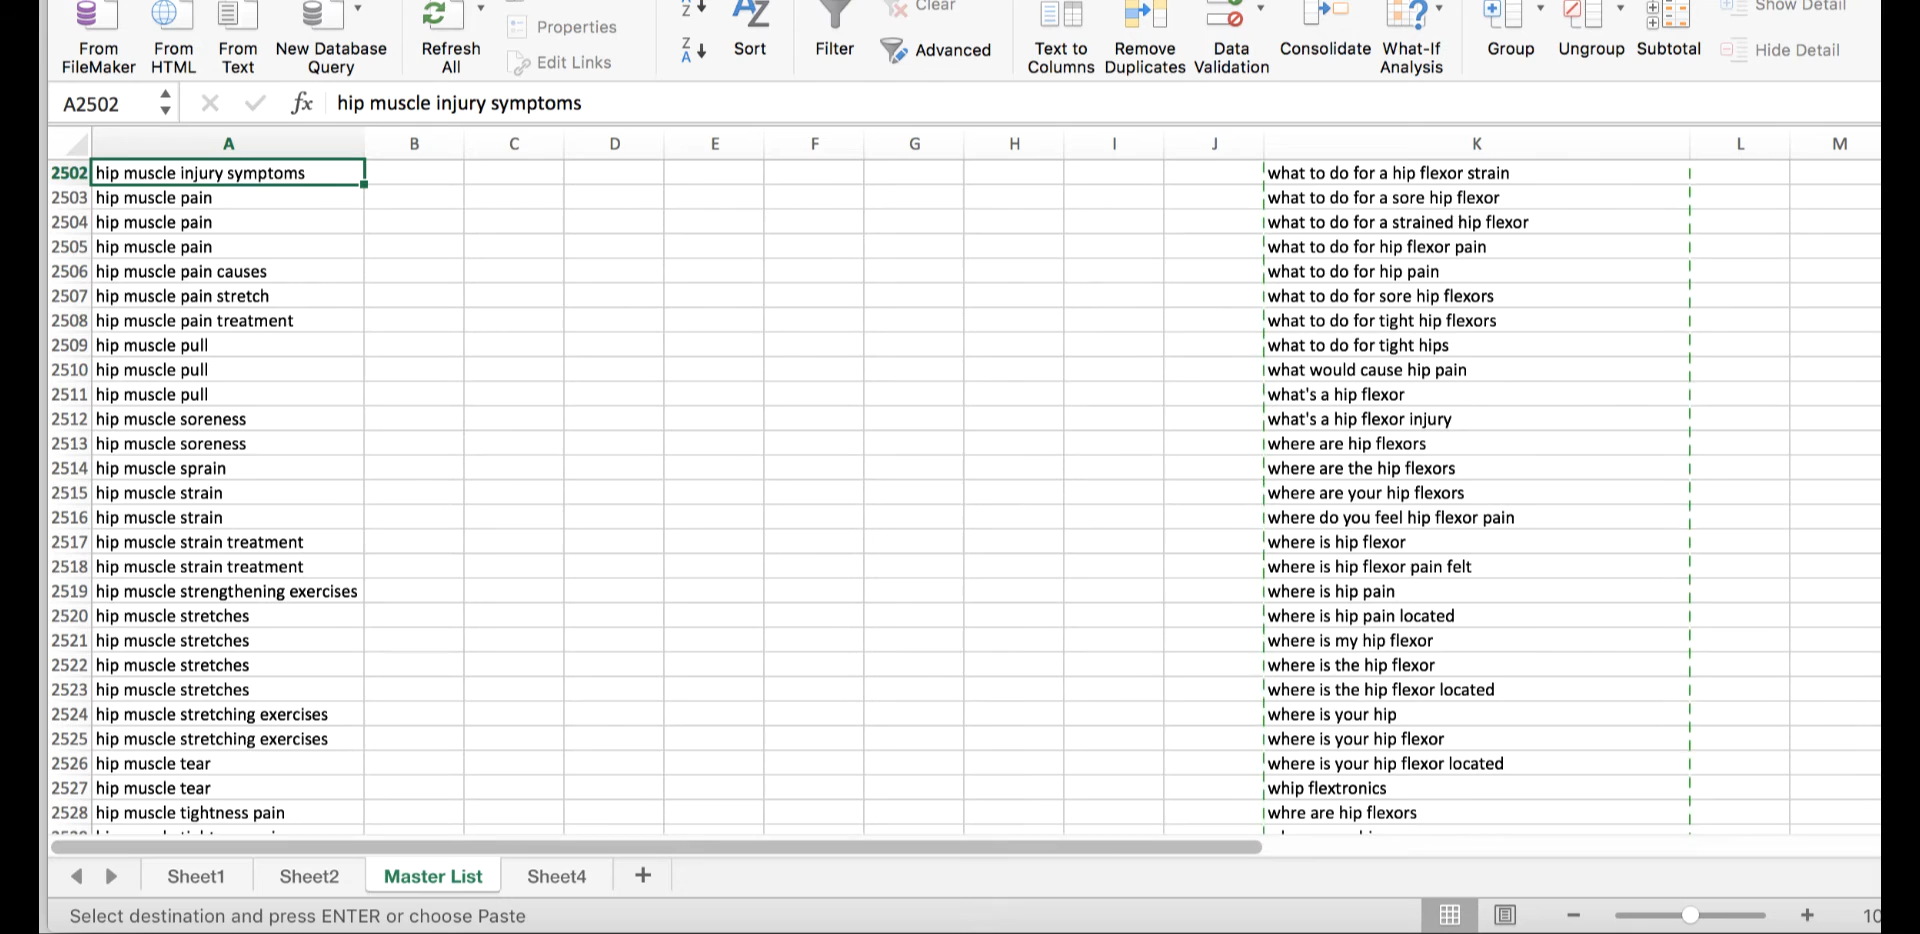 Clear
Show Detail
From FileMaker
From HTML
From Text
New Database Query
Refresh All
Properties
Edit Links
Z
Z A
AZ
Sort
Filter
Advanced
Text to Columns
Remove Duplicates
Data Validation
Consolidate
What-If Analysis
Group
Ungroup
Subtotal
Hide Detail
A2502 fx hip muscle injury symptoms
A B C D E F G H I J K L M
2502 hip muscle injury symptoms what to do for a hip flexor strain
2503 hip muscle pain what to do for a sore hip flexor
2504 hip muscle pain what to do for a strained hip flexor
2505 hip muscle pain what to do for hip flexor pain
2506 hip muscle pain causes what to do for hip pain
2507 hip muscle pain stretch what to do for sore hip flexors
2508 hip muscle pain treatment what to do for tight hip flexors
2509 hip muscle pull what to do for tight hips
2510 hip muscle pull what would cause hip pain
2511 hip muscle pull what's a hip flexor
2512 hip muscle soreness what's a hip flexor injury
2513 hip muscle soreness where are hip flexors
2514 hip muscle sprain where are the hip flexors
2515 hip muscle strain where are your hip flexors
2516 hip muscle strain where do you feel hip flexor pain
2517 hip muscle strain treatment where is hip flexor
2518 hip muscle strain treatment where is hip flexor pain felt
2519 hip muscle strengthening exercises where is hip pain
2520 hip muscle stretches where is hip pain located
2521 hip muscle stretches where is my hip flexor
2522 hip muscle stretches where is the hip flexor
2523 hip muscle stretches where is the hip flexor located
2524 hip muscle stretching exercises where is your hip
2525 hip muscle stretching exercises where is your hip flexor
2526 hip muscle tear where is your hip flexor located
2527 hip muscle tear whip flextronics
2528 hip muscle tightness pain whre are hip flexors
Sheet1 Sheet2 Master List Sheet4 +
Select destination and press ENTER or choose Paste
− + 10